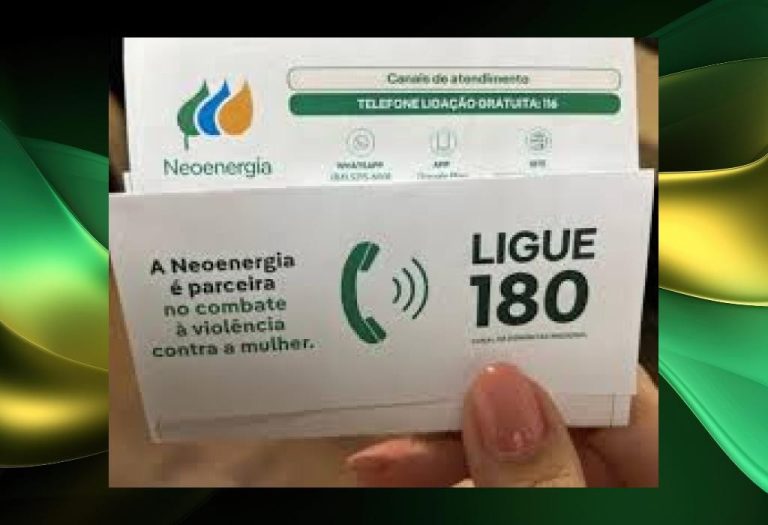 Neoenergia
Canais de atendimento
TELEFONE LIGAÇÃO GRATUITA: 116
WHATSAPP
APP
SITE
A Neoenergia
é parceira
no combate
à violência
contra a mulher.
LIGUE
180